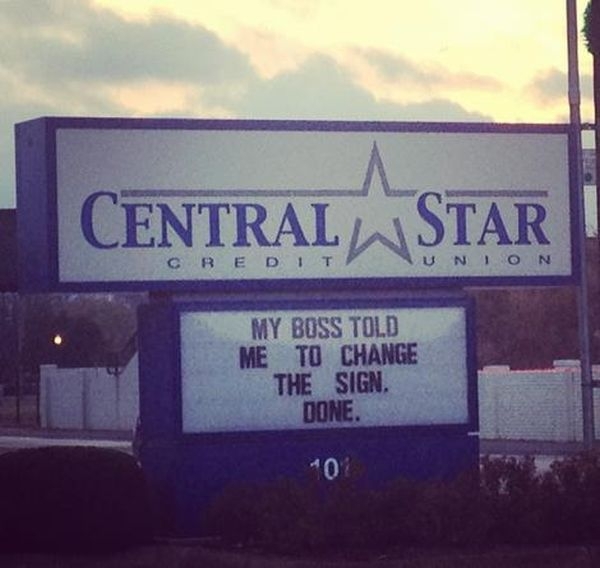 CENTRAL STAR
CREDIT UNION
MY BOSS TOLD
ME TO CHANGE
THE SIGN.
DONE.